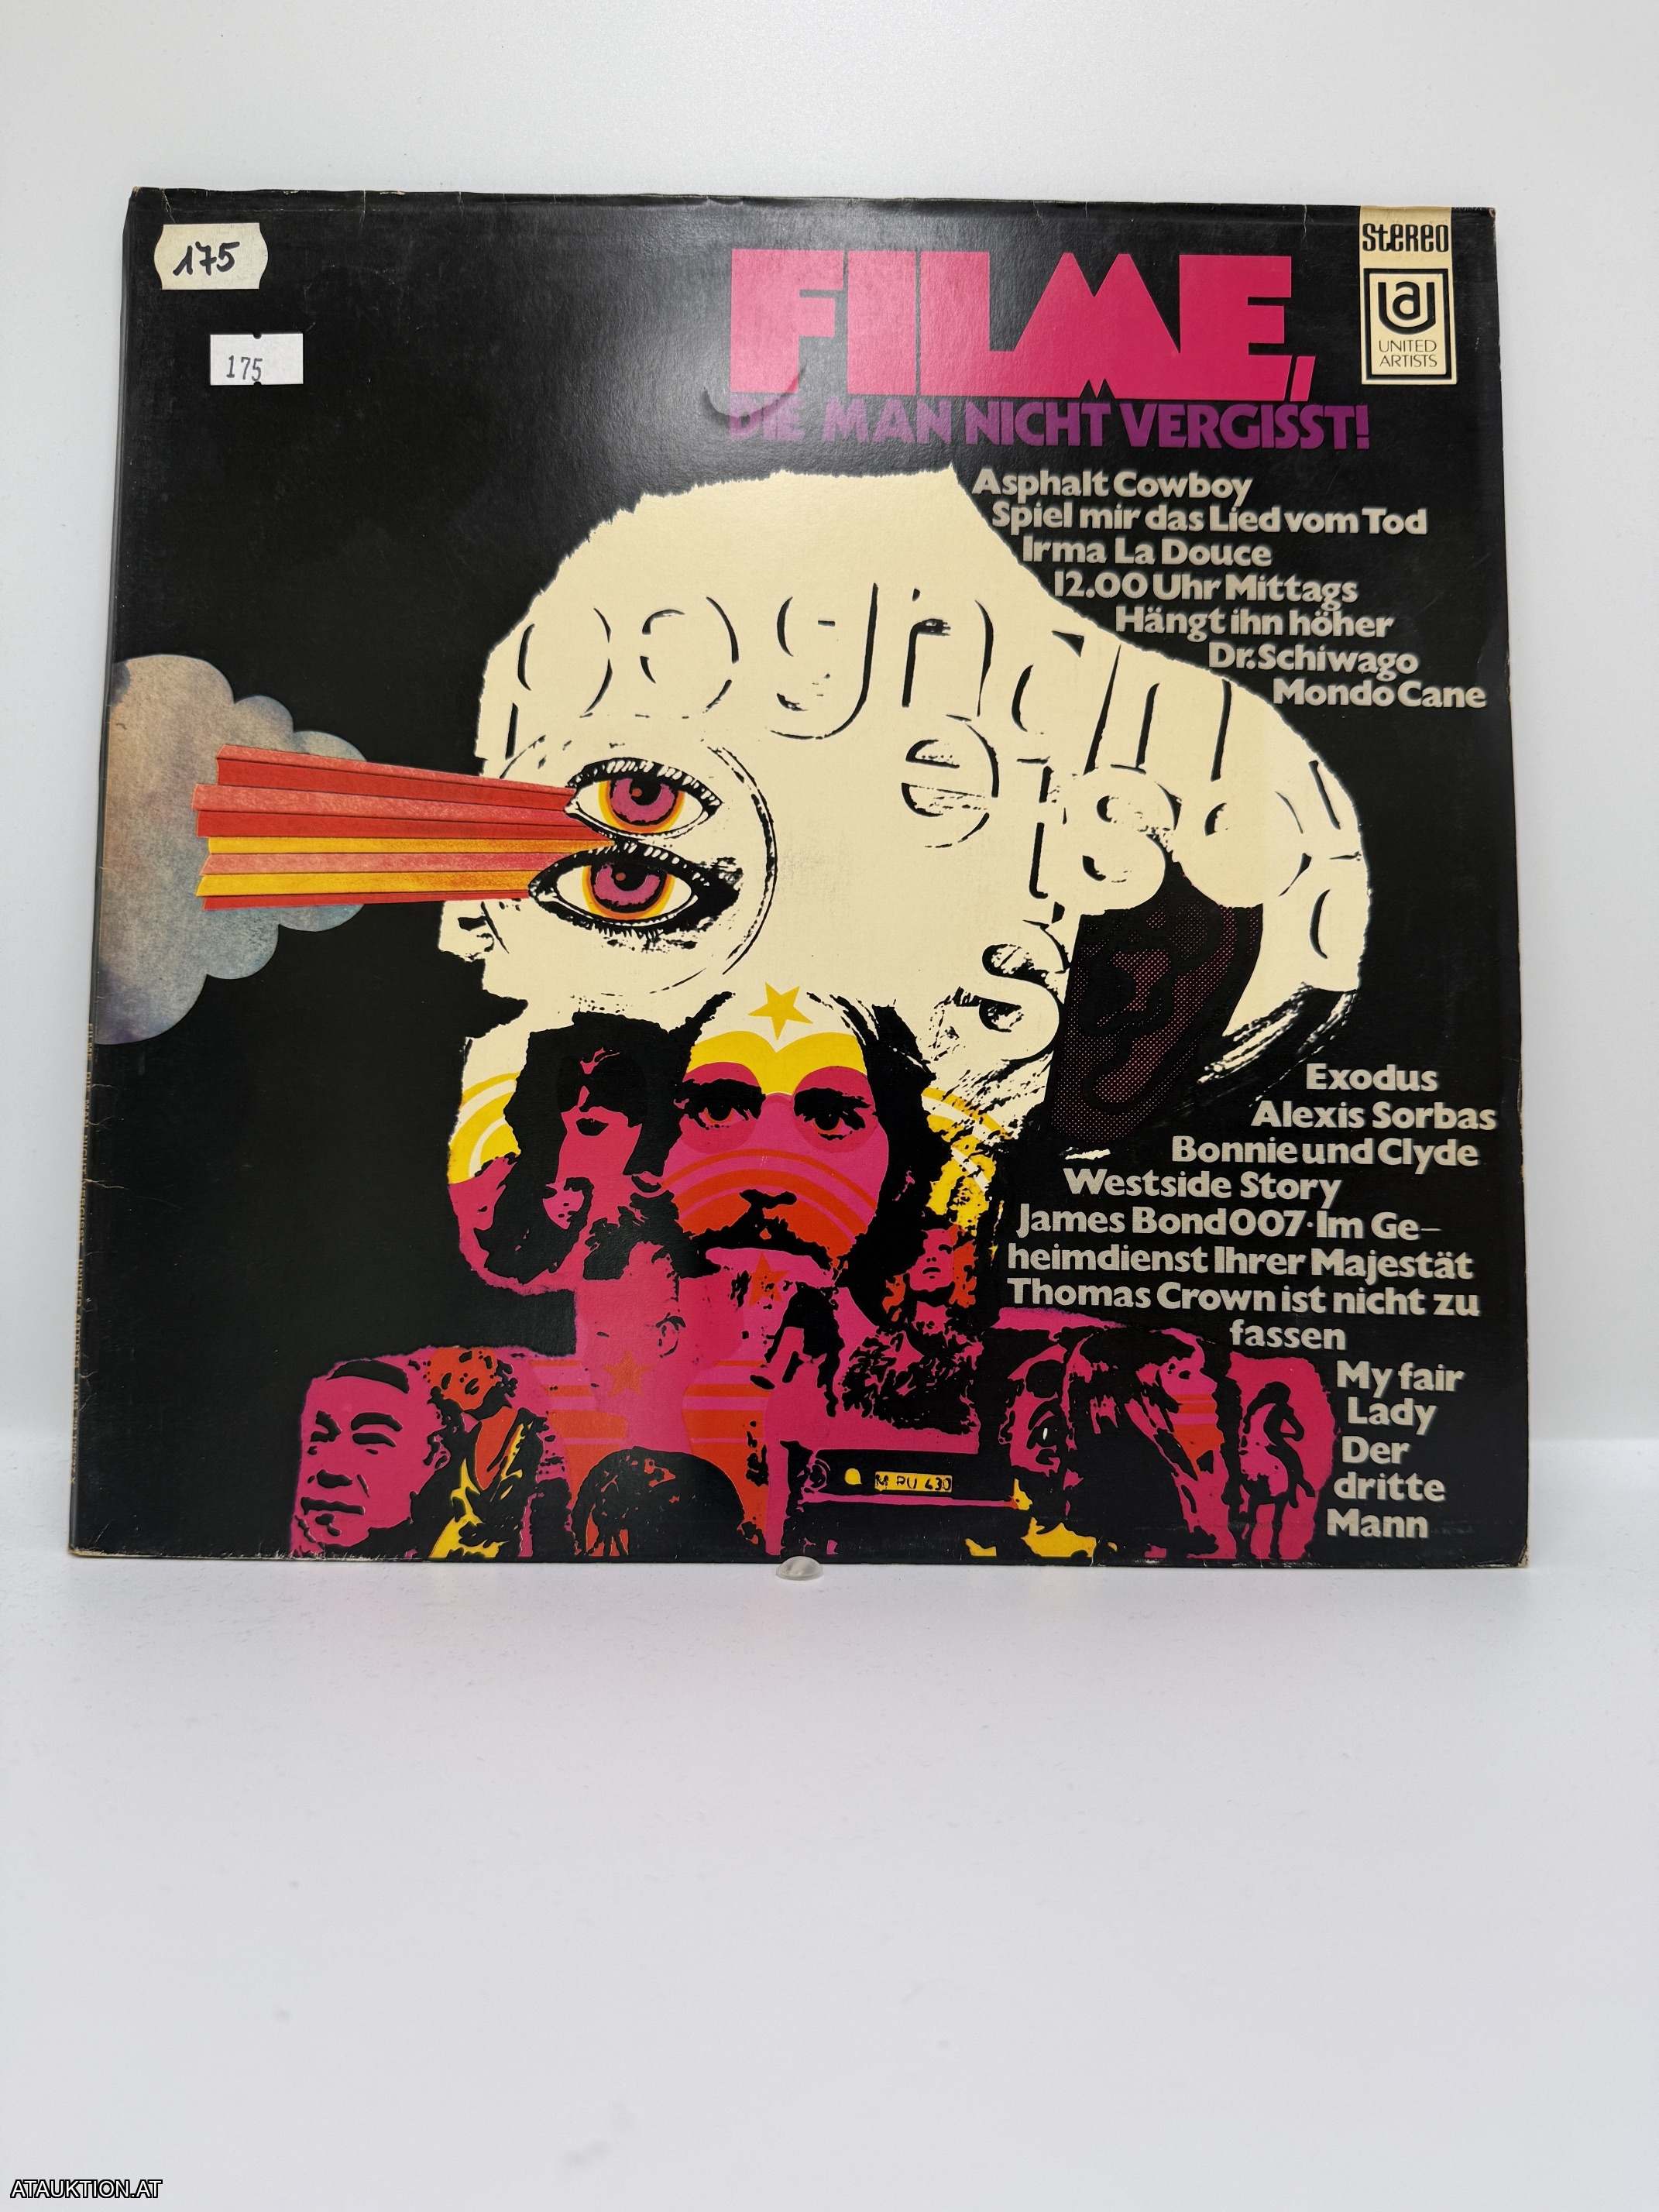 175
175
FILME,
DIE MAN NICHT VERGISST!
Stereo
UNITED
ARTISTS
Asphalt Cowboy
Spiel mir das Lied vom Tod
Irma La Douce
12.00 Uhr Mittags
Hängt ihn höher
Dr. Schiwago
Mondo Cane
Exodus
Alexis Sorbas
Bonnie und Clyde
Westside Story
James Bond 007·Im Ge-
heimdienst Ihrer Majestät
Thomas Crown ist nicht zu
fassen
My fair
Lady
Der
dritte
Mann
M PU 430
ATAUKTION.AT